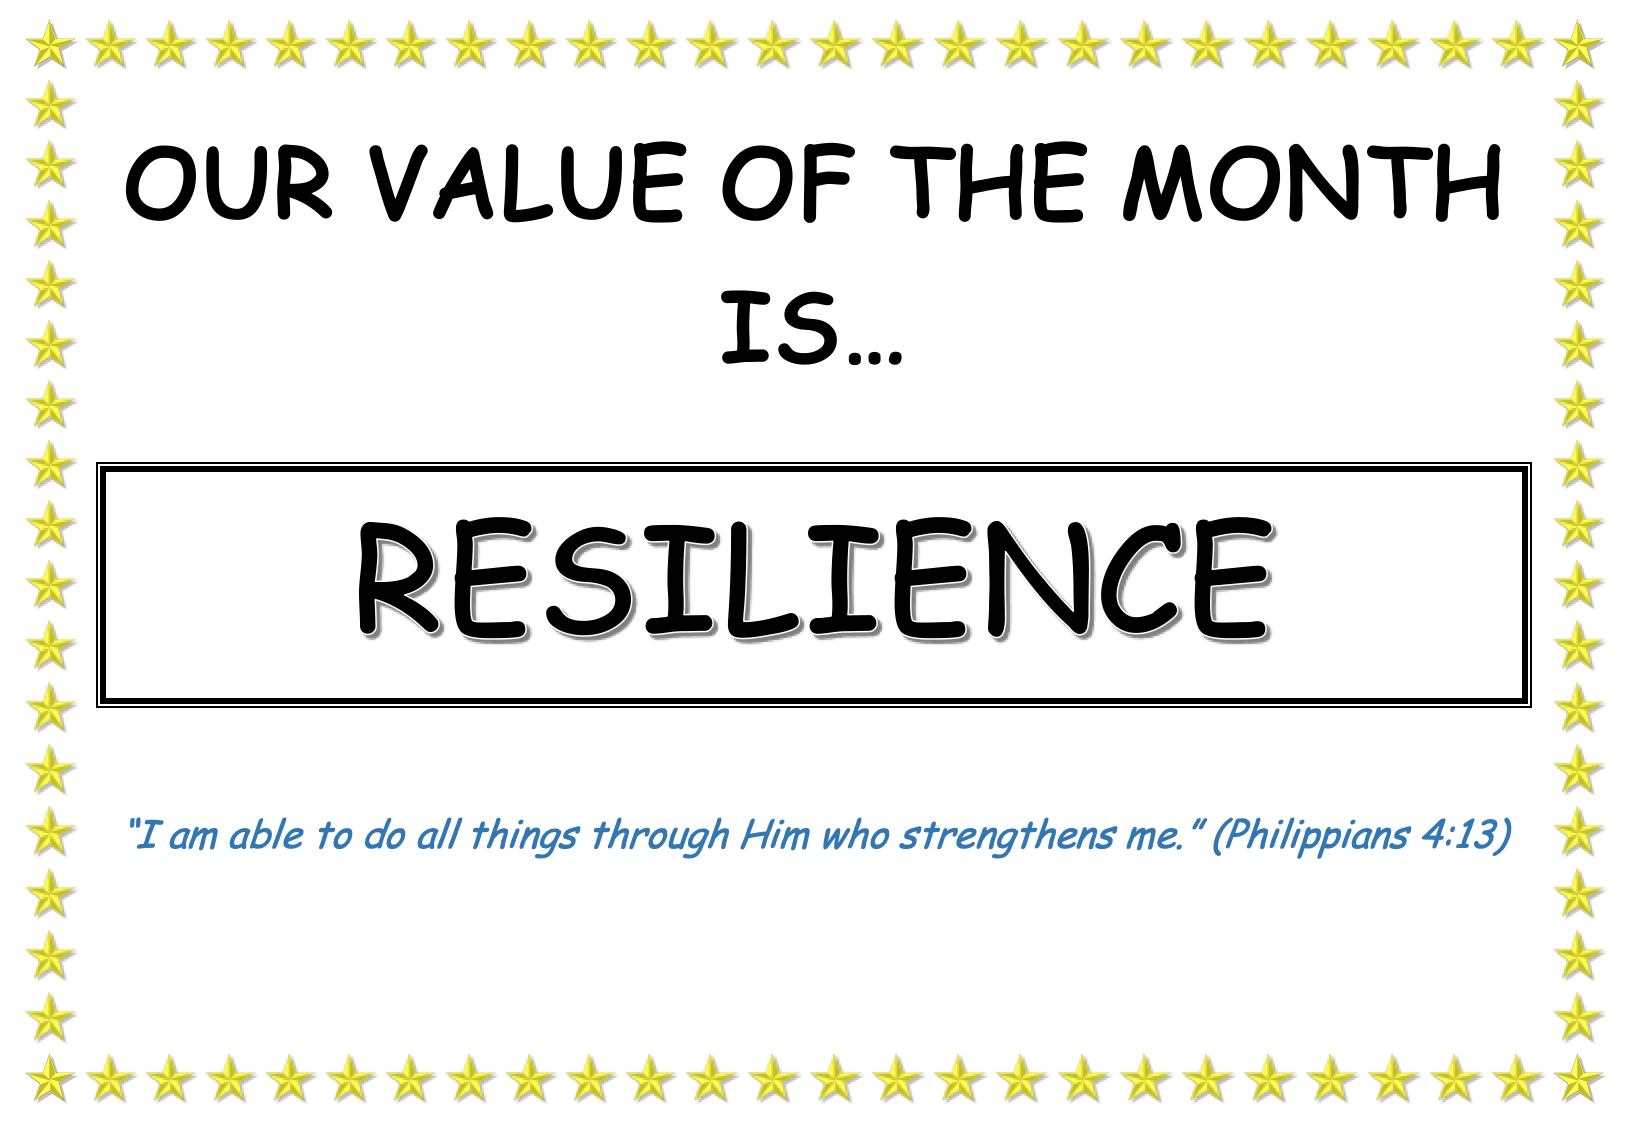 OUR VALUE OF THE MONTH
IS…
RESILIENCE
“I am able to do all things through Him who strengthens me.” (Philippians 4:13)